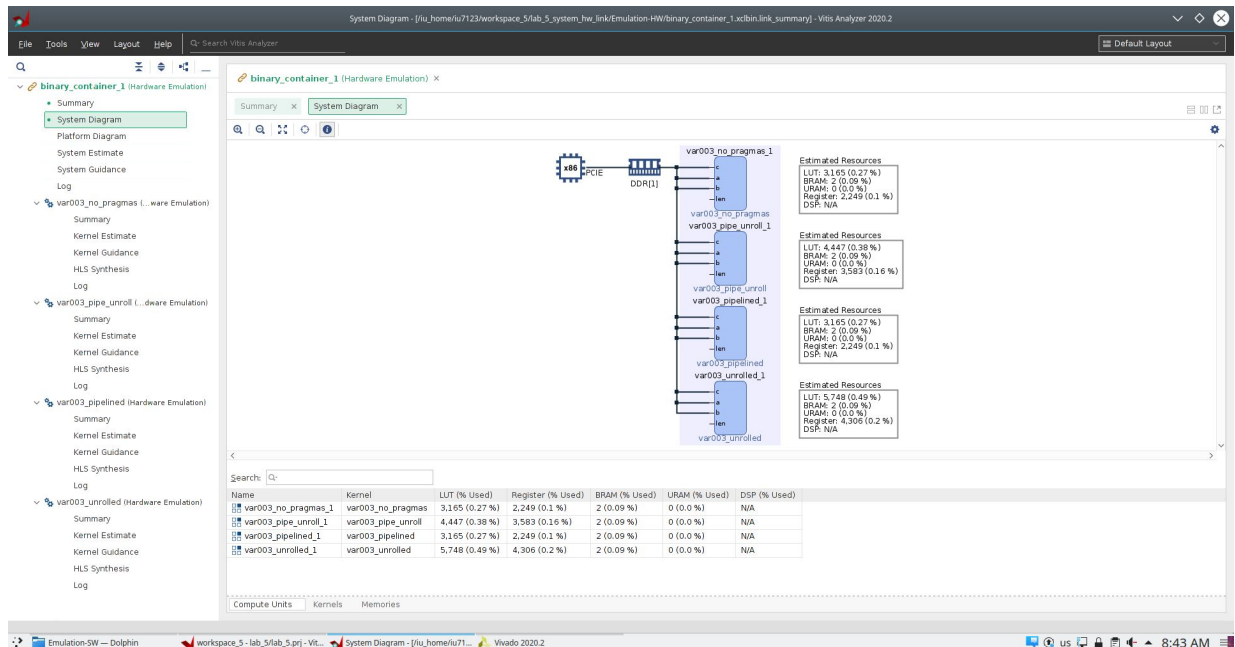 System Diagram - [/iu_home/iu7123/workspace_5/lab_5_system_hw_link/Emulation-HW/binary_container_1.xclbin.link_summary] - Vitis Analyzer 2020.2
File Tools View Layout Help Search Vitis Analyzer
Default Layout
binary_container_1 (Hardware Emulation)
Summary
System Diagram
Platform Diagram
System Estimate
System Guidance
Log
var003_no_pragmas (...ware Emulation)
Summary
Kernel Estimate
Kernel Guidance
HLS Synthesis
Log
var003_pipe_unroll (...dware Emulation)
Summary
Kernel Estimate
Kernel Guidance
HLS Synthesis
Log
var003_pipelined (Hardware Emulation)
Summary
Kernel Estimate
Kernel Guidance
HLS Synthesis
Log
var003_unrolled (Hardware Emulation)
Summary
Kernel Estimate
Kernel Guidance
HLS Synthesis
Log
binary_container_1 (Hardware Emulation)
Summary System Diagram
x86
PCIE
DDR[1]
var003_no_pragmas_1
c
a
b
len
var003_no_pragmas
Estimated Resources
LUT: 3,165 (0.27 %)
BRAM: 2 (0.09 %)
URAM: 0 (0.0 %)
Register: 2,249 (0.1 %)
DSP: N/A
var003_pipe_unroll_1
c
a
b
len
var003_pipe_unroll
Estimated Resources
LUT: 4,447 (0.38 %)
BRAM: 2 (0.09 %)
URAM: 0 (0.0 %)
Register: 3,583 (0.16 %)
DSP: N/A
var003_pipelined_1
c
a
b
len
var003_pipelined
Estimated Resources
LUT: 3,165 (0.27 %)
BRAM: 2 (0.09 %)
URAM: 0 (0.0 %)
Register: 2,249 (0.1 %)
DSP: N/A
var003_unrolled_1
c
a
b
len
var003_unrolled
Estimated Resources
LUT: 5,748 (0.49 %)
BRAM: 2 (0.09 %)
URAM: 0 (0.0 %)
Register: 4,306 (0.2 %)
DSP: N/A
Search:
Name Kernel LUT (% Used) Register (% Used) BRAM (% Used) URAM (% Used) DSP (% Used)
var003_no_pragmas_1 var003_no_pragmas 3,165 (0.27 %) 2,249 (0.1 %) 2 (0.09 %) 0 (0.0 %) N/A
var003_pipe_unroll_1 var003_pipe_unroll 4,447 (0.38 %) 3,583 (0.16 %) 2 (0.09 %) 0 (0.0 %) N/A
var003_pipelined_1 var003_pipelined 3,165 (0.27 %) 2,249 (0.1 %) 2 (0.09 %) 0 (0.0 %) N/A
var003_unrolled_1 var003_unrolled 5,748 (0.49 %) 4,306 (0.2 %) 2 (0.09 %) 0 (0.0 %) N/A
Compute Units Kernels Memories
Emulation-SW — Dolphin workspace_5 - lab_5/lab_5.prj - Vit... System Diagram - [/iu_home/iu71... Vivado 2020.2 us 8:43 AM